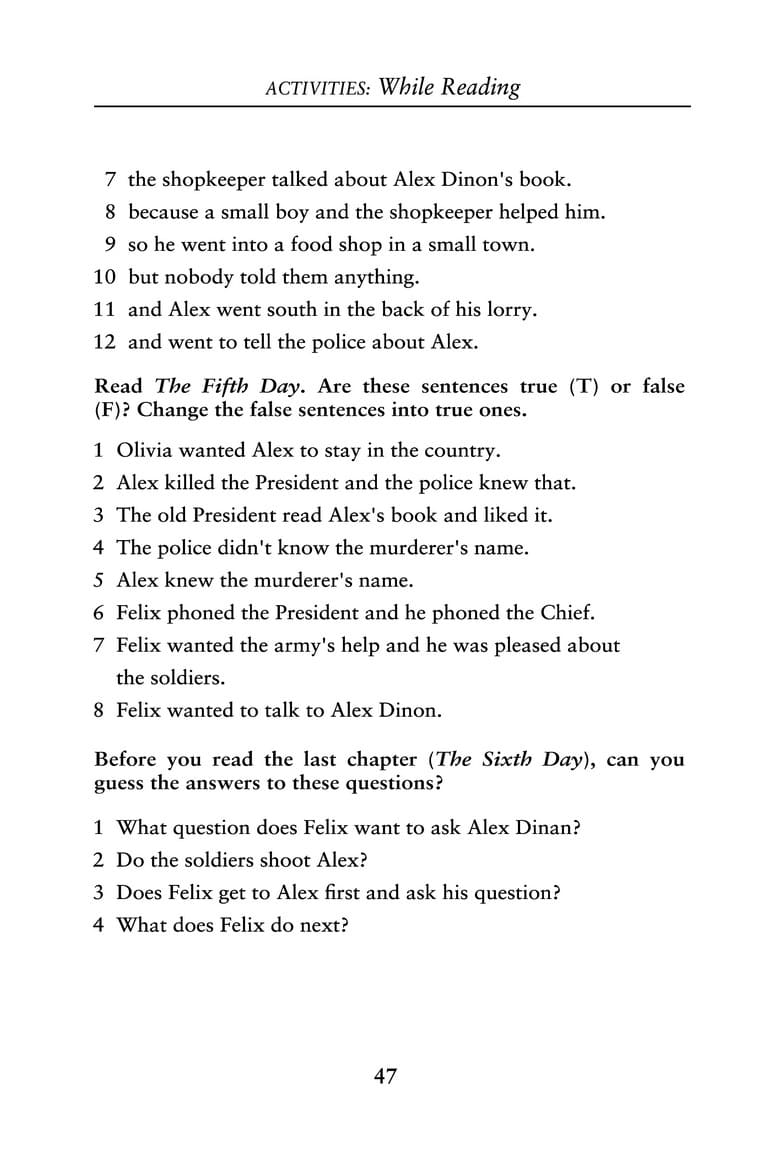 ACTIVITIES: While Reading
7 the shopkeeper talked about Alex Dinon's book.
8 because a small boy and the shopkeeper helped him.
9 so he went into a food shop in a small town.
10 but nobody told them anything.
11 and Alex went south in the back of his lorry.
12 and went to tell the police about Alex.
Read The Fifth Day. Are these sentences true (T) or false
(F)? Change the false sentences into true ones.
1 Olivia wanted Alex to stay in the country.
2 Alex killed the President and the police knew that.
3 The old President read Alex's book and liked it.
4 The police didn't know the murderer's name.
5 Alex knew the murderer's name.
6 Felix phoned the President and he phoned the Chief.
7 Felix wanted the army's help and he was pleased about
the soldiers.
8 Felix wanted to talk to Alex Dinon.
Before you read the last chapter (The Sixth Day), can you
guess the answers to these questions?
1 What question does Felix want to ask Alex Dinan?
2 Do the soldiers shoot Alex?
3 Does Felix get to Alex first and ask his question?
4 What does Felix do next?
47